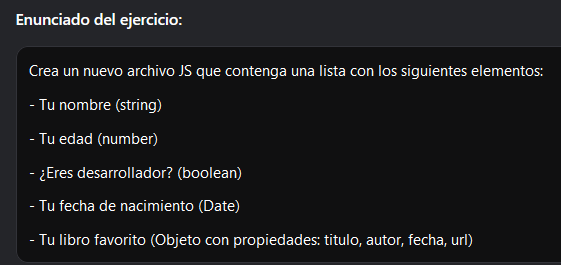 Enunciado del ejercicio:
Crea un nuevo archivo JS que contenga una lista con los siguientes elementos:
- Tu nombre (string)
- Tu edad (number)
- ¿Eres desarrollador? (boolean)
- Tu fecha de nacimiento (Date)
- Tu libro favorito (Objeto con propiedades: titulo, autor, fecha, url)